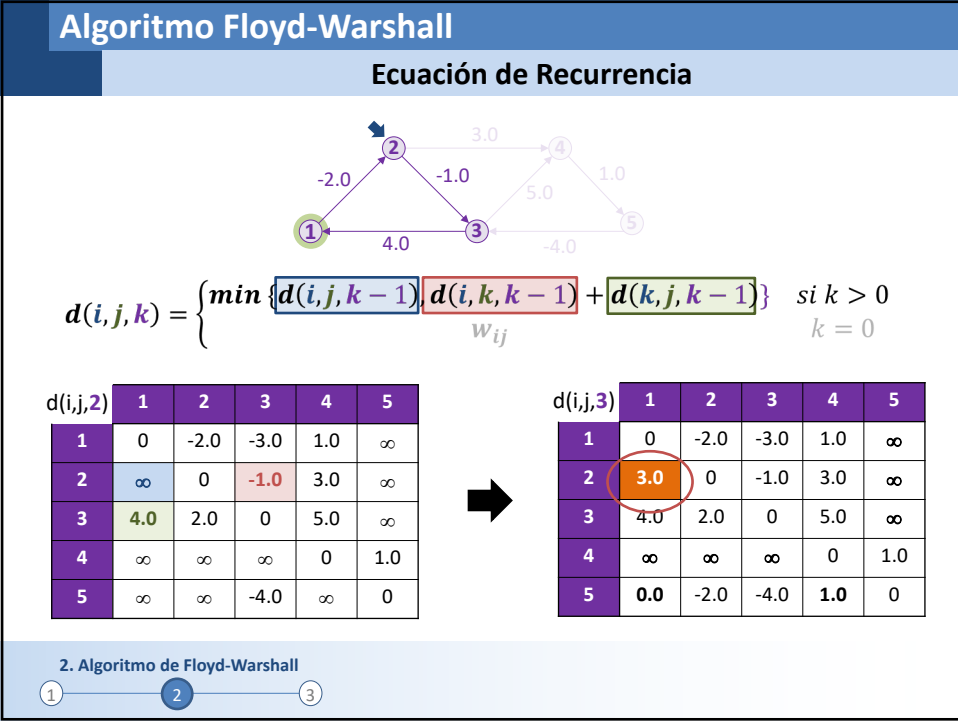 Algoritmo Floyd-Warshall
Ecuación de Recurrencia
3.0
2 4
-2.0 -1.0 1.0
5.0
1 3 5
4.0 -4.0
d(i,j,k) = { min {d(i,j,k − 1), d(i,k,k − 1) + d(k,j,k − 1)} si k > 0
w_ij k = 0
d(i,j,2) 1 2 3 4 5
1 0 -2.0 -3.0 1.0 ∞
2 ∞ 0 -1.0 3.0 ∞
3 4.0 2.0 0 5.0 ∞
4 ∞ ∞ ∞ 0 1.0
5 ∞ ∞ -4.0 ∞ 0
d(i,j,3) 1 2 3 4 5
1 0 -2.0 -3.0 1.0 ∞
2 3.0 0 -1.0 3.0 ∞
3 4.0 2.0 0 5.0 ∞
4 ∞ ∞ ∞ 0 1.0
5 0.0 -2.0 -4.0 1.0 0
2. Algoritmo de Floyd-Warshall
1 2 3